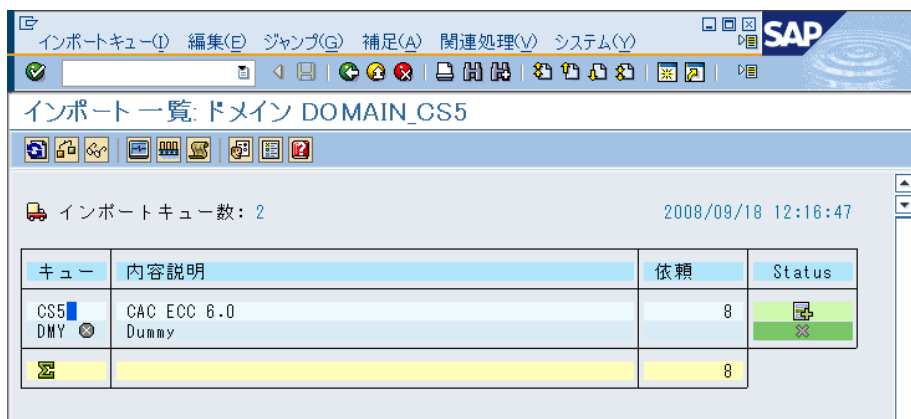 インポートキュー(I) 編集(E) ジャンプ(G) 補足(A) 関連処理(V) システム(Y)
SAP
インポート一覧: ドメイン DOMAIN_CS5
インポートキュー数: 2 2008/09/18 12:16:47
キュー 内容説明 依頼 Status
CS5 CAC ECC 6.0 8
DMY Dummy
Σ 8